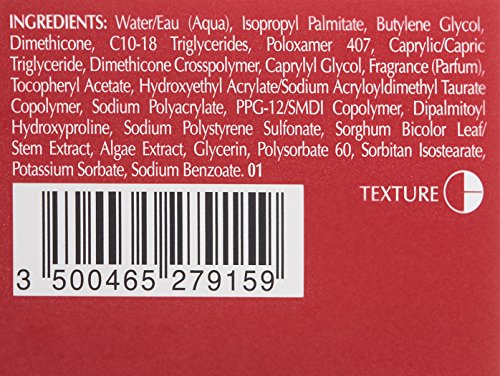 INGREDIENTS: Water/Eau (Aqua), Isopropyl Palmitate, Butylene Glycol,
Dimethicone, C10-18 Triglycerides, Poloxamer 407, Caprylic/Capric
Triglyceride, Dimethicone Crosspolymer, Caprylyl Glycol, Fragrance (Parfum),
Tocopheryl Acetate, Hydroxyethyl Acrylate/Sodium Acryloyldimethyl Taurate
Copolymer, Sodium Polyacrylate, PPG-12/SMDI Copolymer, Dipalmitoyl
Hydroxyproline, Sodium Polystyrene Sulfonate, Sorghum Bicolor Leaf/
Stem Extract, Algae Extract, Glycerin, Polysorbate 60, Sorbitan Isostearate,
Potassium Sorbate, Sodium Benzoate. 01
TEXTURE
3 500465 279159